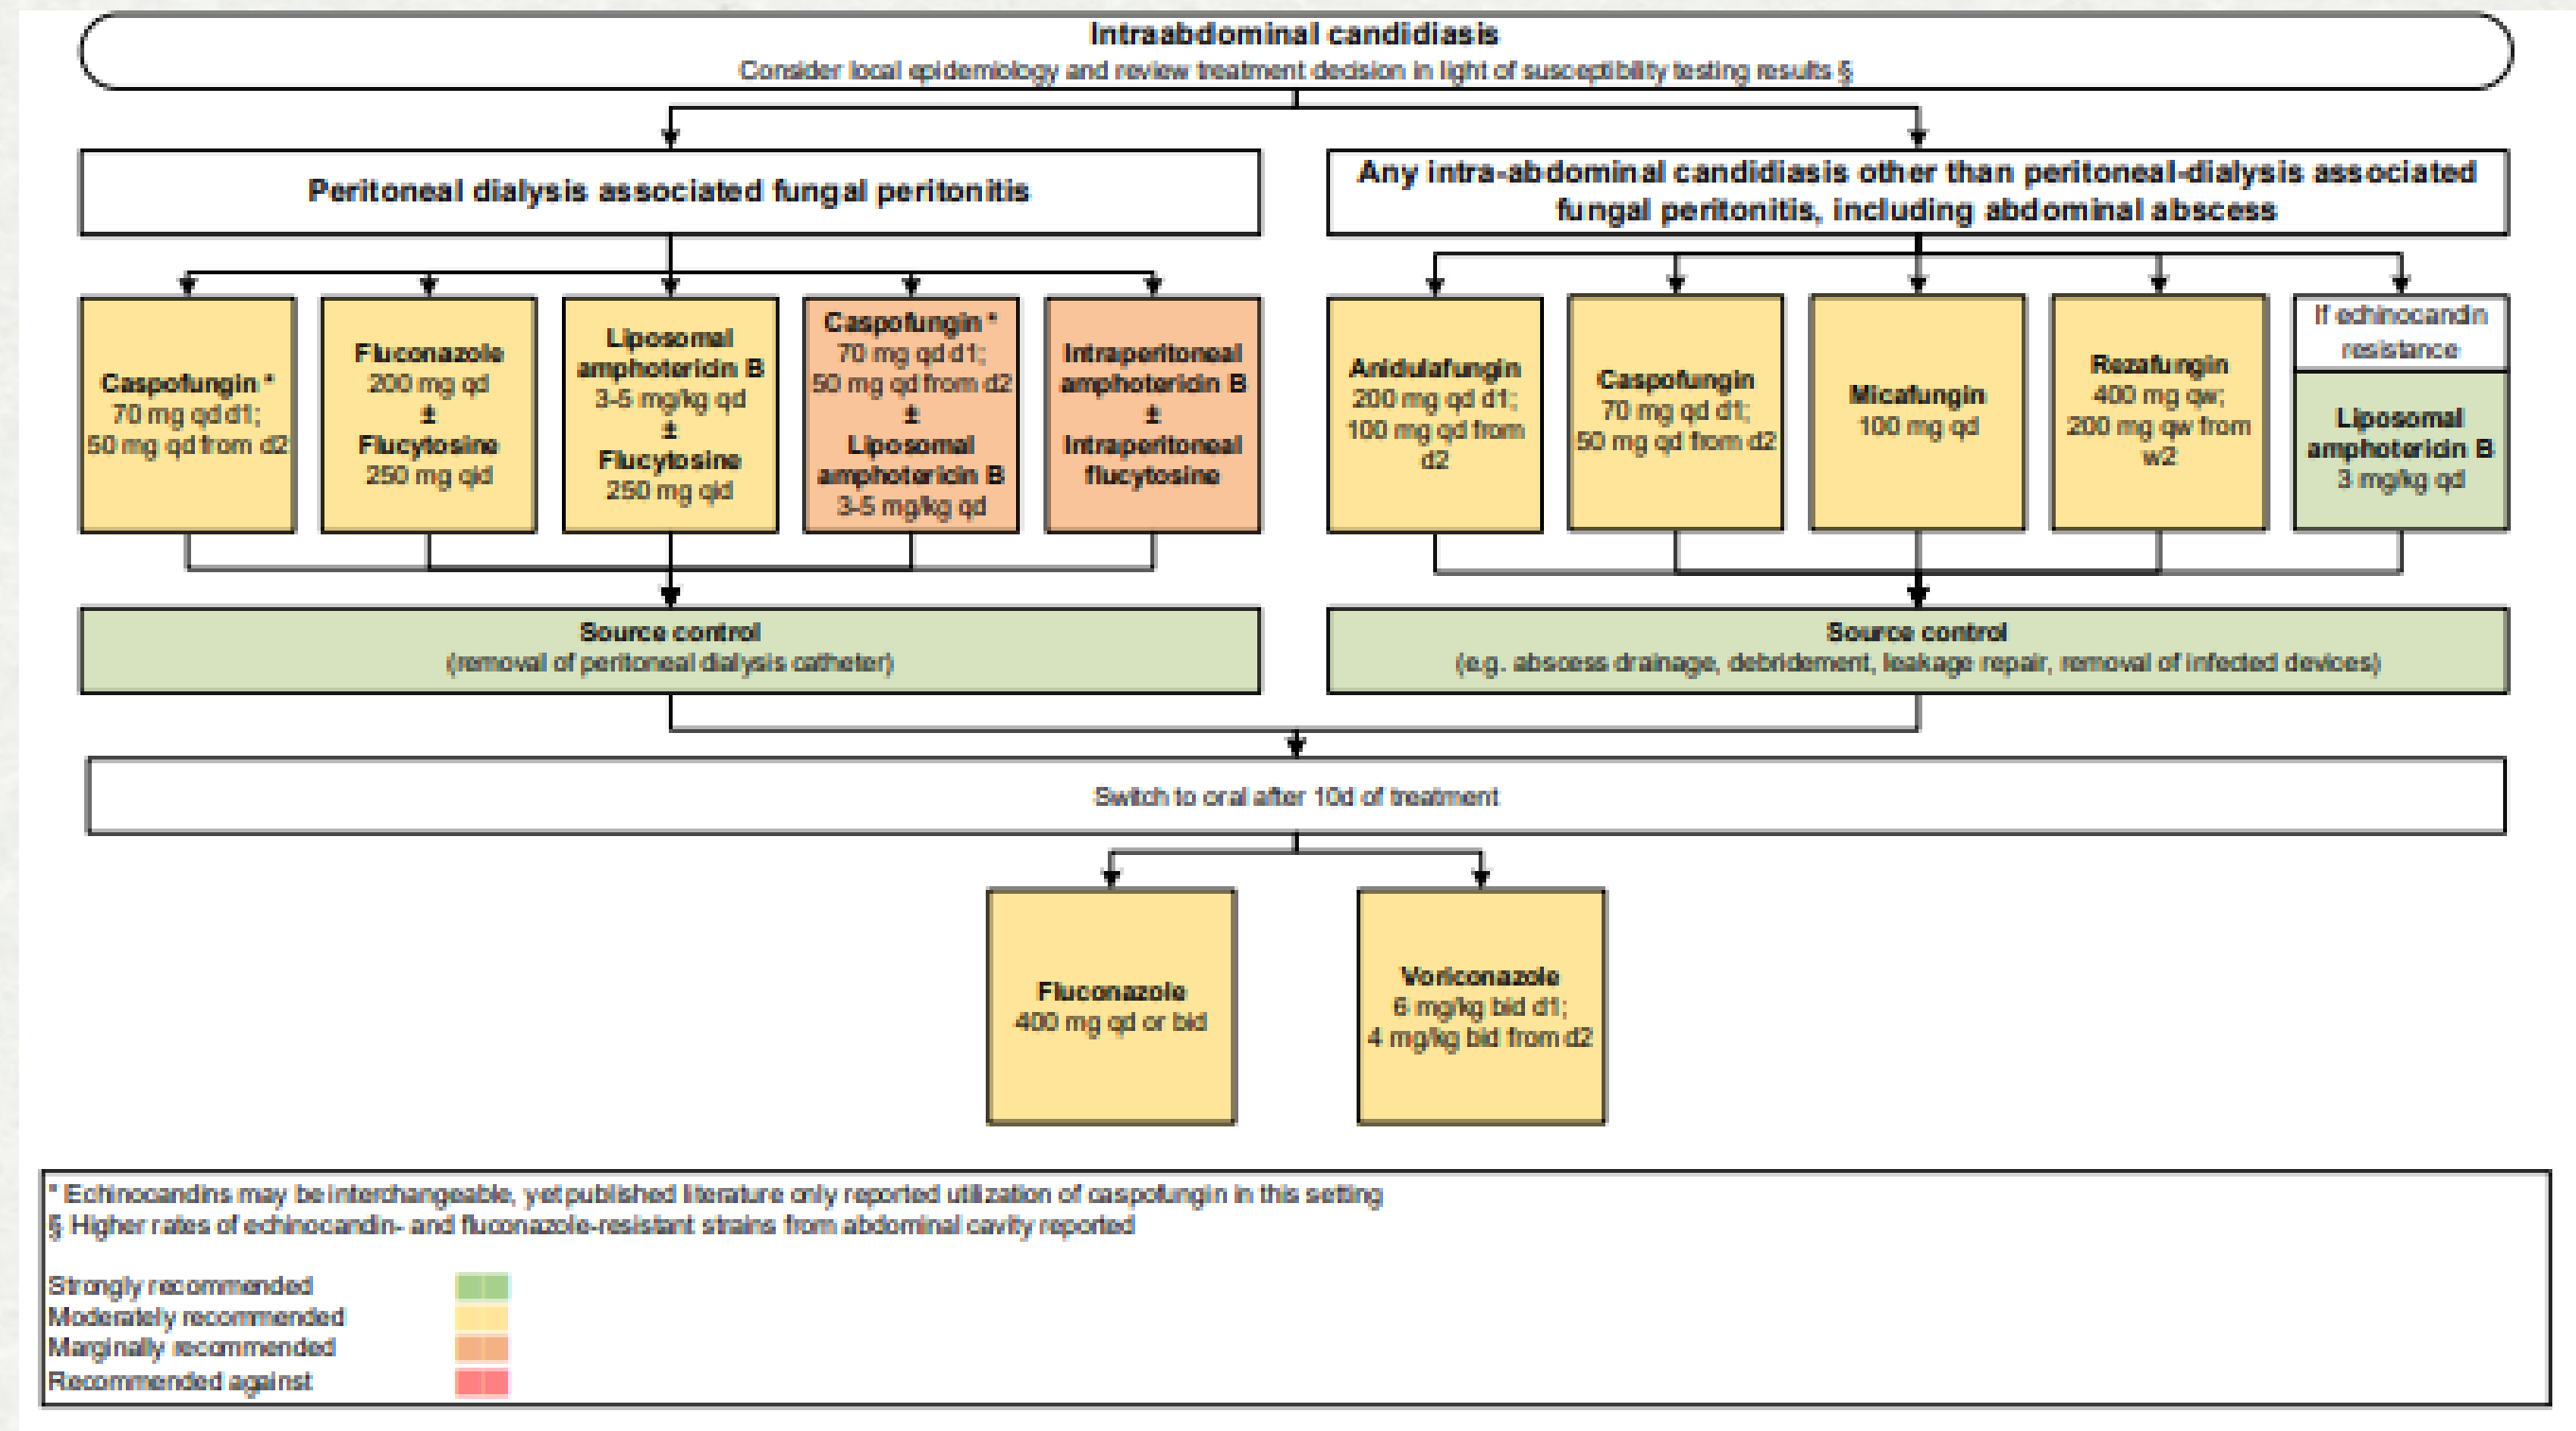 Intraabdominal candidiasis
Consider local epidemiology and review treatment decision in light of susceptibility testing results §
Peritoneal dialysis associated fungal peritonitis
Any intra-abdominal candidiasis other than peritoneal-dialysis associated
fungal peritonitis, including abdominal abscess
Caspofungin *
70 mg qd d1;
50 mg qd from d2
Fluconazole
200 mg qd
±
Flucytosine
250 mg qid
Liposomal
amphotericin B
3-5 mg/kg qd
±
Flucytosine
250 mg qid
Caspofungin *
70 mg qd d1;
50 mg qd from d2
±
Liposomal
amphotericin B
3-5 mg/kg qd
Intraperitoneal
amphotericin B
±
Intraperitoneal
flucytosine
Anidulafungin
200 mg qd d1;
100 mg qd from
d2
Caspofungin
70 mg qd d1;
50 mg qd from d2
Micafungin
100 mg qd
Rezafungin
400 mg qw;
200 mg qw from
w2
If echinocandin
resistance
Liposomal
amphotericin B
3 mg/kg qd
Source control
(removal of peritoneal dialysis catheter)
Source control
(e.g. abscess drainage, debridement, leakage repair, removal of infected devices)
Switch to oral after 10d of treatment
Fluconazole
400 mg qd or bid
Voriconazole
6 mg/kg bid d1;
4 mg/kg bid from d2
* Echinocandins may be interchangeable, yet published literature only reported utilization of caspofungin in this setting
§ Higher rates of echinocandin- and fluconazole-resistant strains from abdominal cavity reported
Strongly recommended
Moderately recommended
Marginally recommended
Recommended against